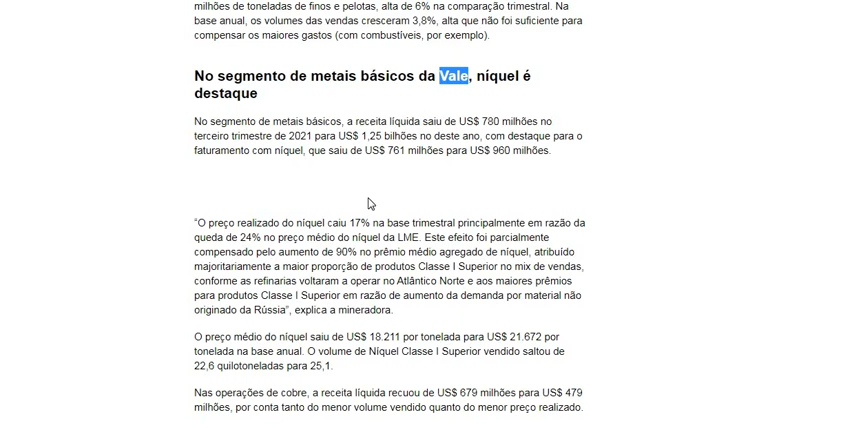 milhões de toneladas de finos e pelotas, alta de 6% na comparação trimestral. Na
base anual, os volumes das vendas cresceram 3,8%, alta que não foi suficiente para
compensar os maiores gastos (com combustíveis, por exemplo).
No segmento de metais básicos da Vale, níquel é
destaque
No segmento de metais básicos, a receita líquida saiu de US$ 780 milhões no
terceiro trimestre de 2021 para US$ 1,25 bilhões no deste ano, com destaque para o
faturamento com níquel, que saiu de US$ 761 milhões para US$ 960 milhões.
“O preço realizado do níquel caiu 17% na base trimestral principalmente em razão da
queda de 24% no preço médio do níquel da LME. Este efeito foi parcialmente
compensado pelo aumento de 90% no prêmio médio agregado de níquel, atribuído
majoritariamente a maior proporção de produtos Classe I Superior no mix de vendas,
conforme as refinarias voltaram a operar no Atlântico Norte e aos maiores prêmios
para produtos Classe I Superior em razão de aumento da demanda por material não
originado da Rússia”, explica a mineradora.
O preço médio do níquel saiu de US$ 18.211 por tonelada para US$ 21.672 por
tonelada na base anual. O volume de Níquel Classe I Superior vendido saltou de
22,6 quilotoneladas para 25,1.
Nas operações de cobre, a receita líquida recuou de US$ 679 milhões para US$ 479
milhões, por conta tanto do menor volume vendido quanto do menor preço realizado.